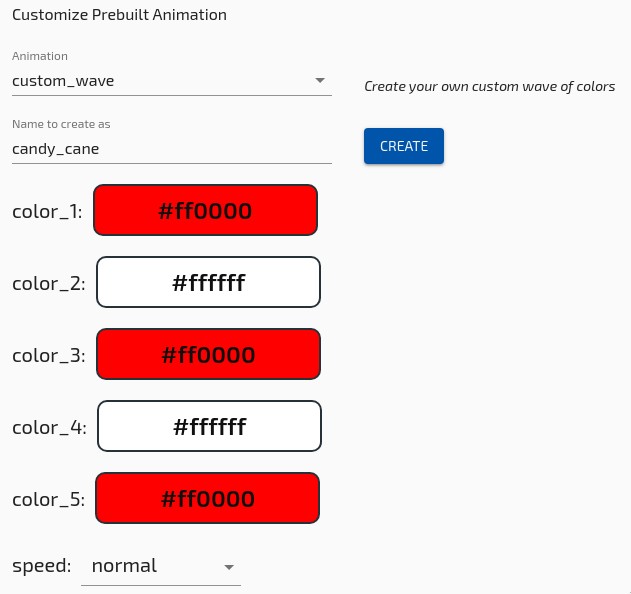 Customize Prebuilt Animation
Animation
custom_wave
Create your own custom wave of colors
Name to create as
candy_cane
CREATE
color_1: #ff0000
color_2: #ffffff
color_3: #ff0000
color_4: #ffffff
color_5: #ff0000
speed: normal